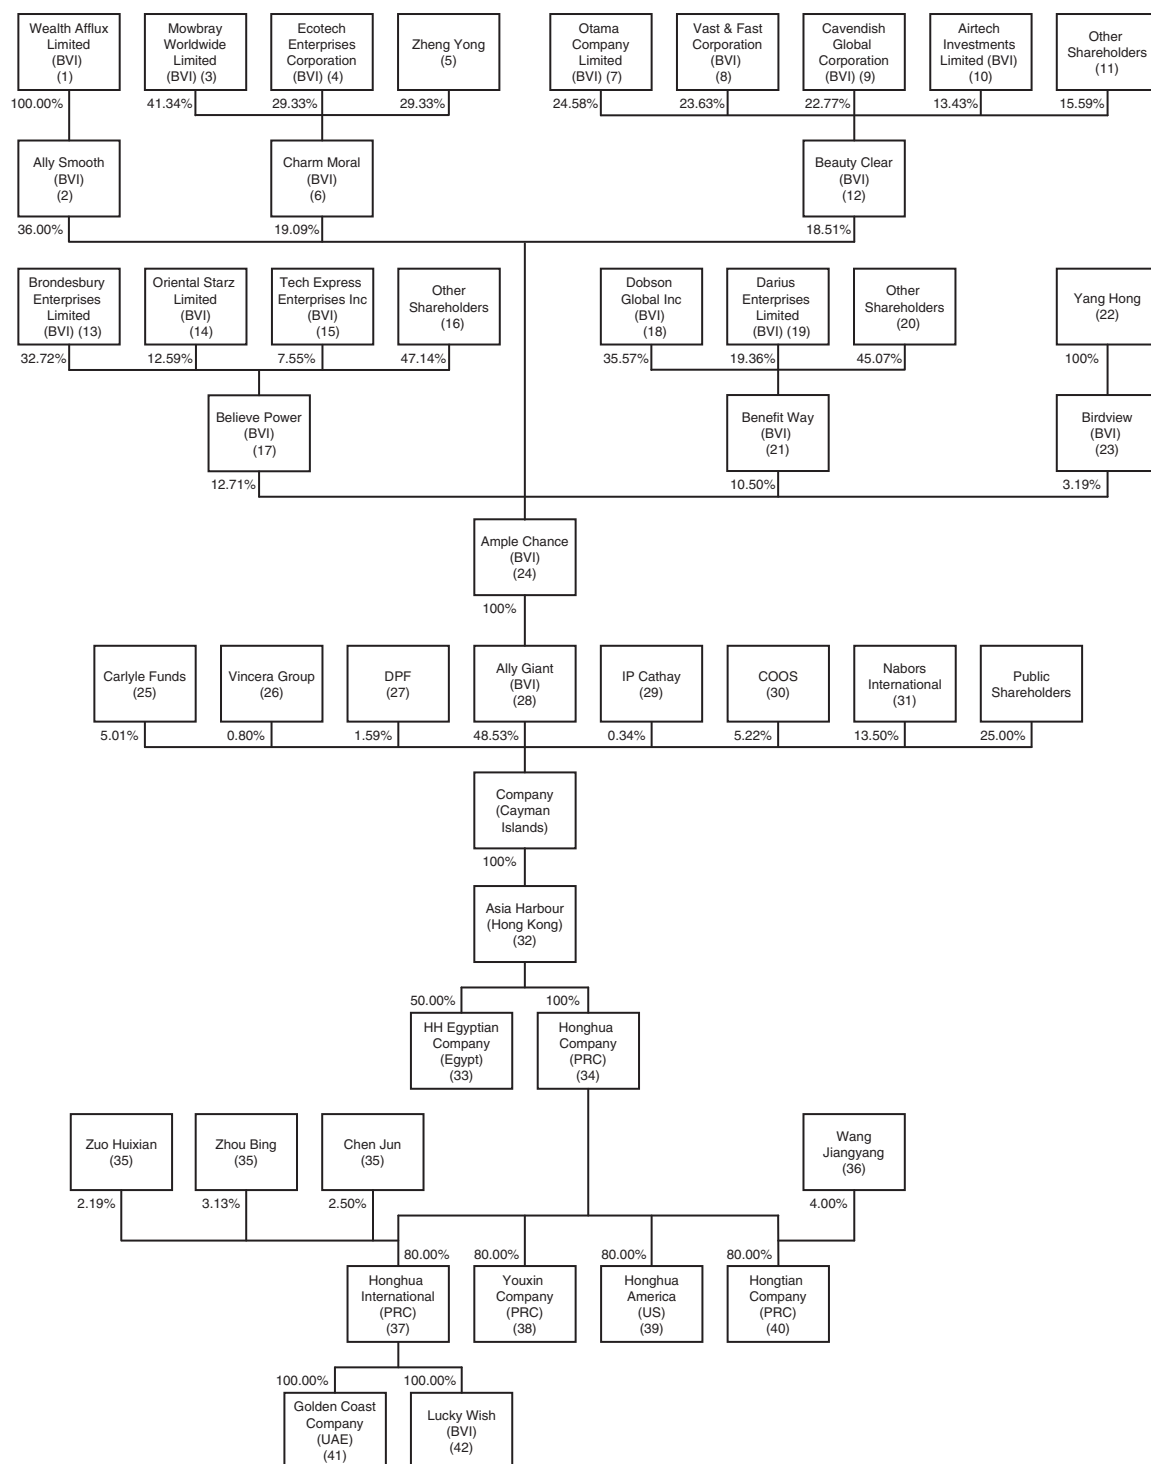 Wealth Afflux
Limited
(BVI)
(1)
Mowbray
Worldwide
Limited
(BVI) (3)
Ecotech
Enterprises
Corporation
(BVI) (4)
Zheng Yong
(5)
Otama
Company
Limited
(BVI) (7)
Vast & Fast
Corporation
(BVI)
(8)
Cavendish
Global
Corporation
(BVI) (9)
Airtech
Investments
Limited (BVI)
(10)
Other
Shareholders
(11)
100.00%
41.34%
29.33%
29.33%
24.58%
23.63%
22.77%
13.43%
15.59%
Ally Smooth
(BVI)
(2)
Charm Moral
(BVI)
(6)
Beauty Clear
(BVI)
(12)
36.00%
19.09%
18.51%
Brondesbury
Enterprises
Limited
(BVI) (13)
Oriental Starz
Limited
(BVI)
(14)
Tech Express
Enterprises Inc
(BVI)
(15)
Other
Shareholders
(16)
Dobson
Global Inc
(BVI)
(18)
Darius
Enterprises
Limited
(BVI) (19)
Other
Shareholders
(20)
Yang Hong
(22)
32.72%
12.59%
7.55%
47.14%
35.57%
19.36%
45.07%
100%
Believe Power
(BVI)
(17)
Benefit Way
(BVI)
(21)
Birdview
(BVI)
(23)
12.71%
10.50%
3.19%
Ample Chance
(BVI)
(24)
100%
Carlyle Funds
(25)
Vincera Group
(26)
DPF
(27)
Ally Giant
(BVI)
(28)
IP Cathay
(29)
COOS
(30)
Nabors
International
(31)
Public
Shareholders
5.01%
0.80%
1.59%
48.53%
0.34%
5.22%
13.50%
25.00%
Company
(Cayman
Islands)
100%
Asia Harbour
(Hong Kong)
(32)
50.00%
100%
HH Egyptian
Company
(Egypt)
(33)
Honghua
Company
(PRC)
(34)
Zuo Huixian
(35)
Zhou Bing
(35)
Chen Jun
(35)
Wang
Jiangyang
(36)
2.19%
3.13%
2.50%
4.00%
80.00%
80.00%
80.00%
80.00%
Honghua
International
(PRC)
(37)
Youxin
Company
(PRC)
(38)
Honghua
America
(US)
(39)
Hongtian
Company
(PRC)
(40)
100.00%
100.00%
Golden Coast
Company
(UAE)
(41)
Lucky Wish
(BVI)
(42)